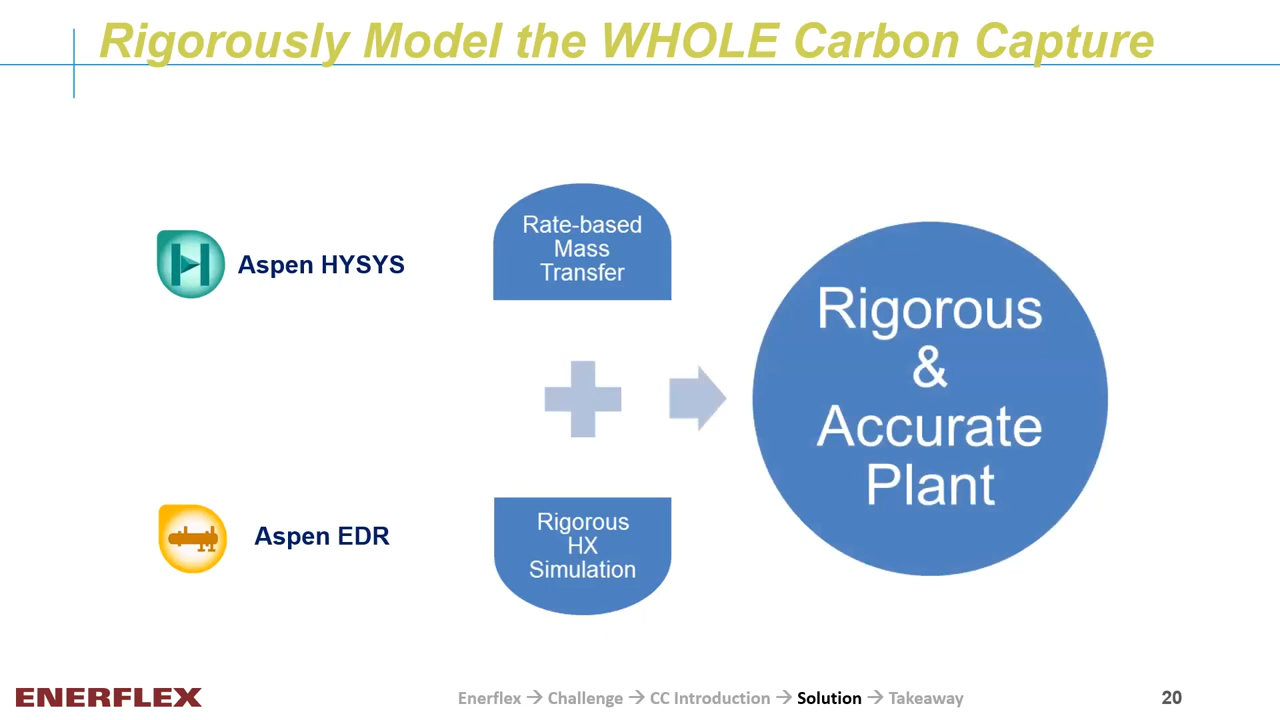 Rigorously Model the WHOLE Carbon Capture
Aspen HYSYS
Rate-based
Mass
Transfer
Rigorous
&
Accurate
Plant
Aspen EDR
Rigorous
HX
Simulation
ENERFLEX
Enerflex → Challenge → CC Introduction → Solution → Takeaway
20